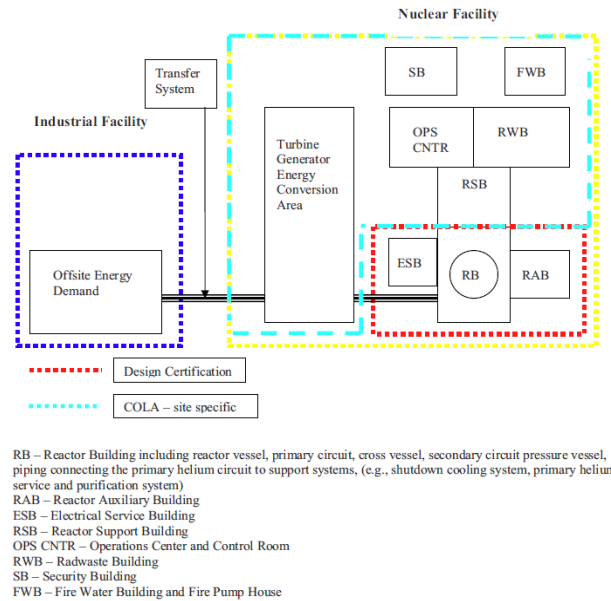 Nuclear Facility
Transfer
System
SB
FWB
Industrial Facility
Turbine
Generator
Energy
Conversion
Area
OPS
CNTR
RWB
RSB
Offsite Energy
Demand
ESB
RB
RAB
Design Certification
COLA – site specific
RB – Reactor Building including reactor vessel, primary circuit, cross vessel, secondary circuit pressure vessel,
piping connecting the primary helium circuit to support systems, (e.g., shutdown cooling system, primary helium
service and purification system)
RAB – Reactor Auxiliary Building
ESB – Electrical Service Building
RSB – Reactor Support Building
OPS CNTR – Operations Center and Control Room
RWB – Radwaste Building
SB – Security Building
FWB – Fire Water Building and Fire Pump House